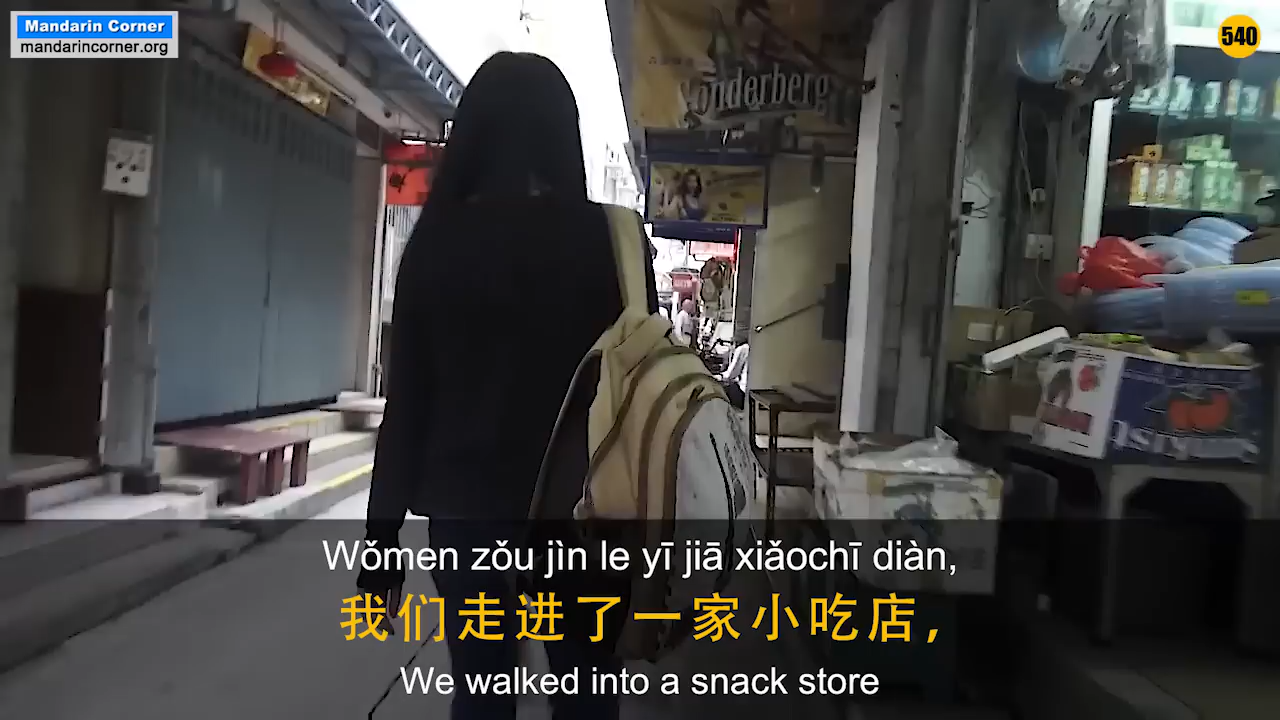 Mandarin Corner
mandarincorner.org
540
Sonderberg
Wǒmen zǒu jìn le yī jiā xiǎochī diàn,
我们走进了一家小吃店,
We walked into a snack store